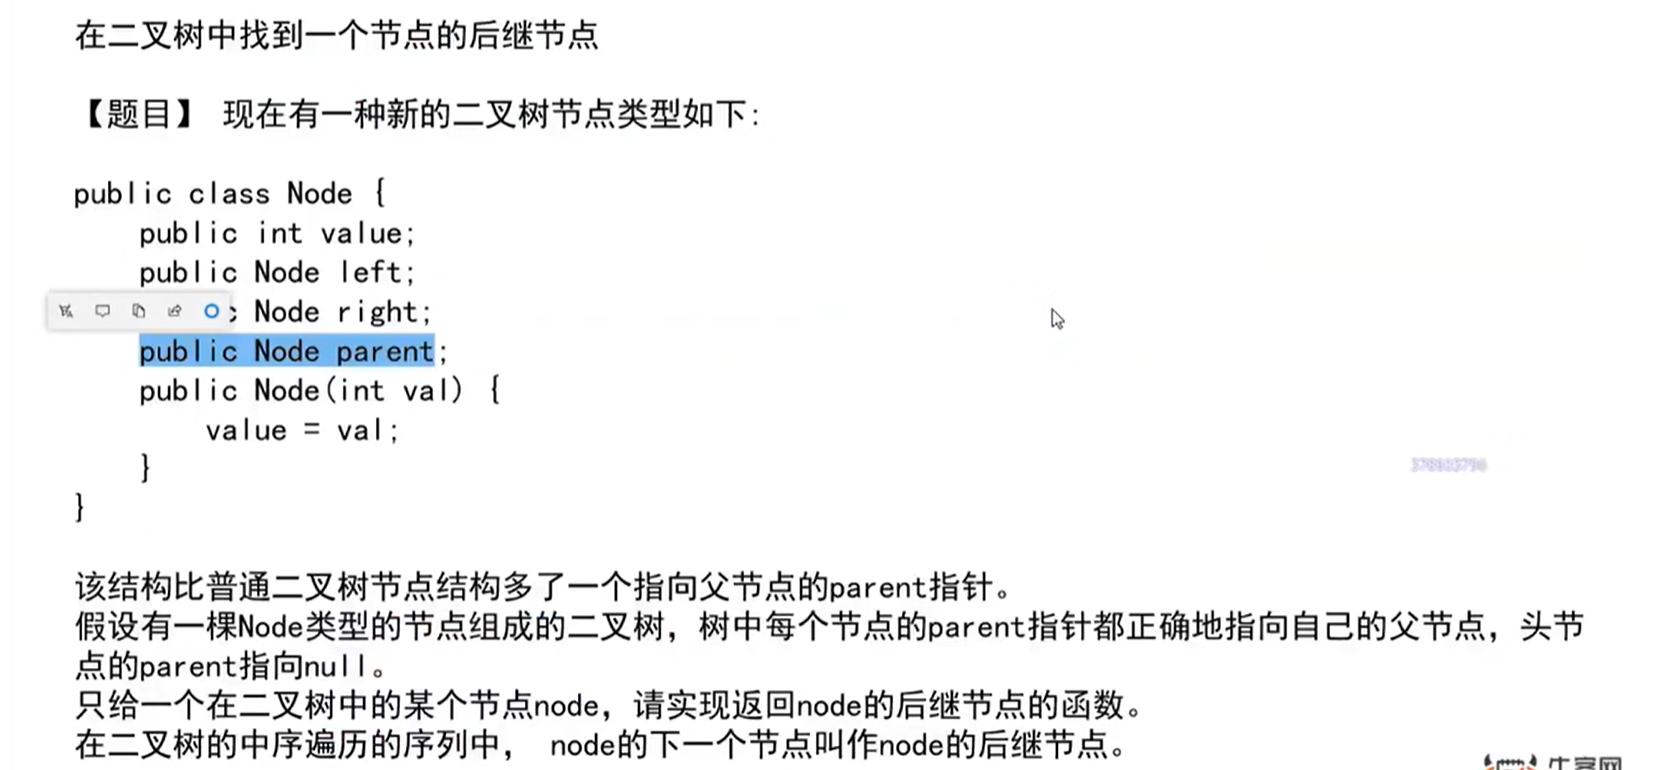 在二叉树中找到一个节点的后继节点
【题目】 现在有一种新的二叉树节点类型如下:
public class Node {
public int value;
public Node left;
c Node right;
public Node parent;
public Node(int val) {
value = val;
}
}
该结构比普通二叉树节点结构多了一个指向父节点的parent指针。
假设有一棵Node类型的节点组成的二叉树，树中每个节点的parent指针都正确地指向自己的父节点，头节
点的parent指向null。
只给一个在二叉树中的某个节点node，请实现返回node的后继节点的函数。
在二叉树的中序遍历的序列中， node的下一个节点叫作node的后继节点。
牛客网